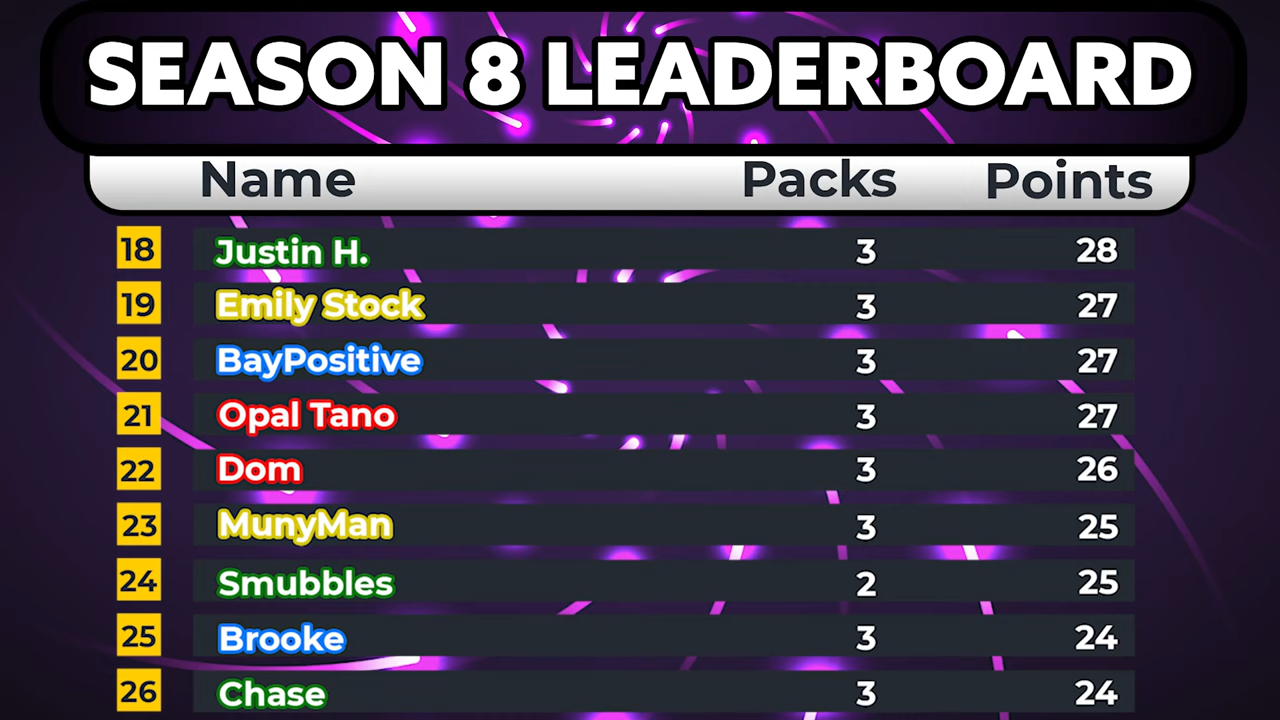 SEASON 8 LEADERBOARD
Name Packs Points
18 Justin H. 3 28
19 Emily Stock 3 27
20 BayPositive 3 27
21 Opal Tano 3 27
22 Dom 3 26
23 MunyMan 3 25
24 Smubbles 2 25
25 Brooke 3 24
26 Chase 3 24